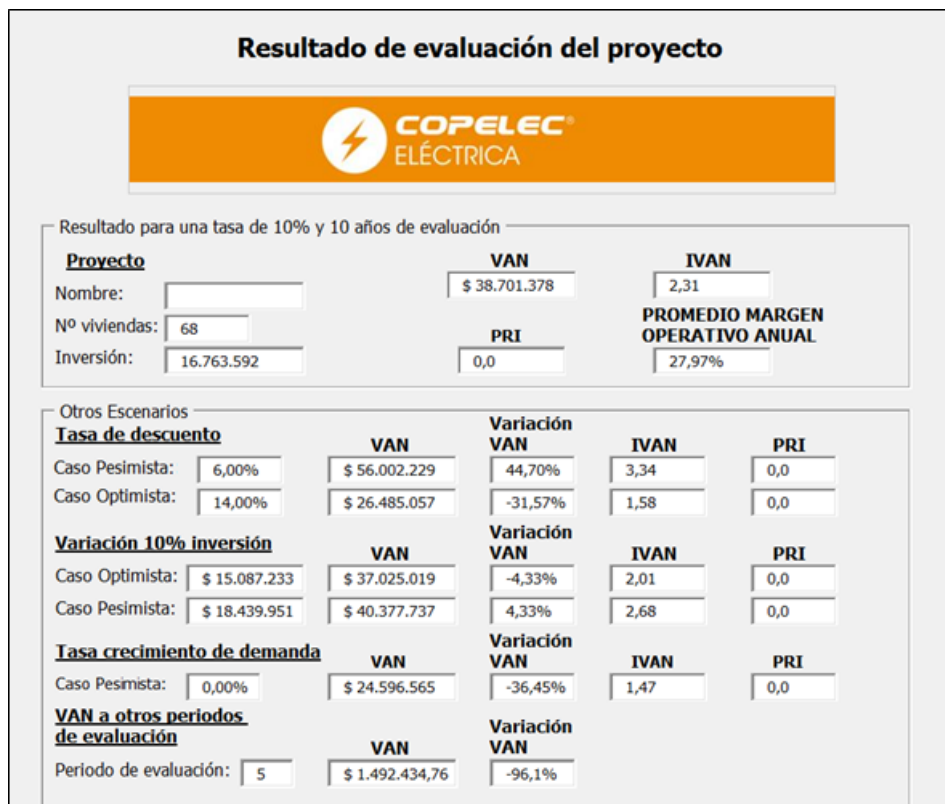 Resultado de evaluación del proyecto
COPELEC®
ELÉCTRICA
Resultado para una tasa de 10% y 10 años de evaluación
Proyecto VAN IVAN
Nombre: $ 38.701.378 2,31
Nº viviendas: 68 PRI PROMEDIO MARGEN OPERATIVO ANUAL
Inversión: 16.763.592 0,0 27,97%
Otros Escenarios
Tasa de descuento VAN Variación VAN IVAN PRI
Caso Pesimista: 6,00% $ 56.002.229 44,70% 3,34 0,0
Caso Optimista: 14,00% $ 26.485.057 -31,57% 1,58 0,0
Variación 10% inversión VAN Variación VAN IVAN PRI
Caso Optimista: $ 15.087.233 $ 37.025.019 -4,33% 2,01 0,0
Caso Pesimista: $ 18.439.951 $ 40.377.737 4,33% 2,68 0,0
Tasa crecimiento de demanda VAN Variación VAN IVAN PRI
Caso Pesimista: 0,00% $ 24.596.565 -36,45% 1,47 0,0
VAN a otros periodos de evaluación VAN Variación VAN
Periodo de evaluación: 5 $ 1.492.434,76 -96,1%